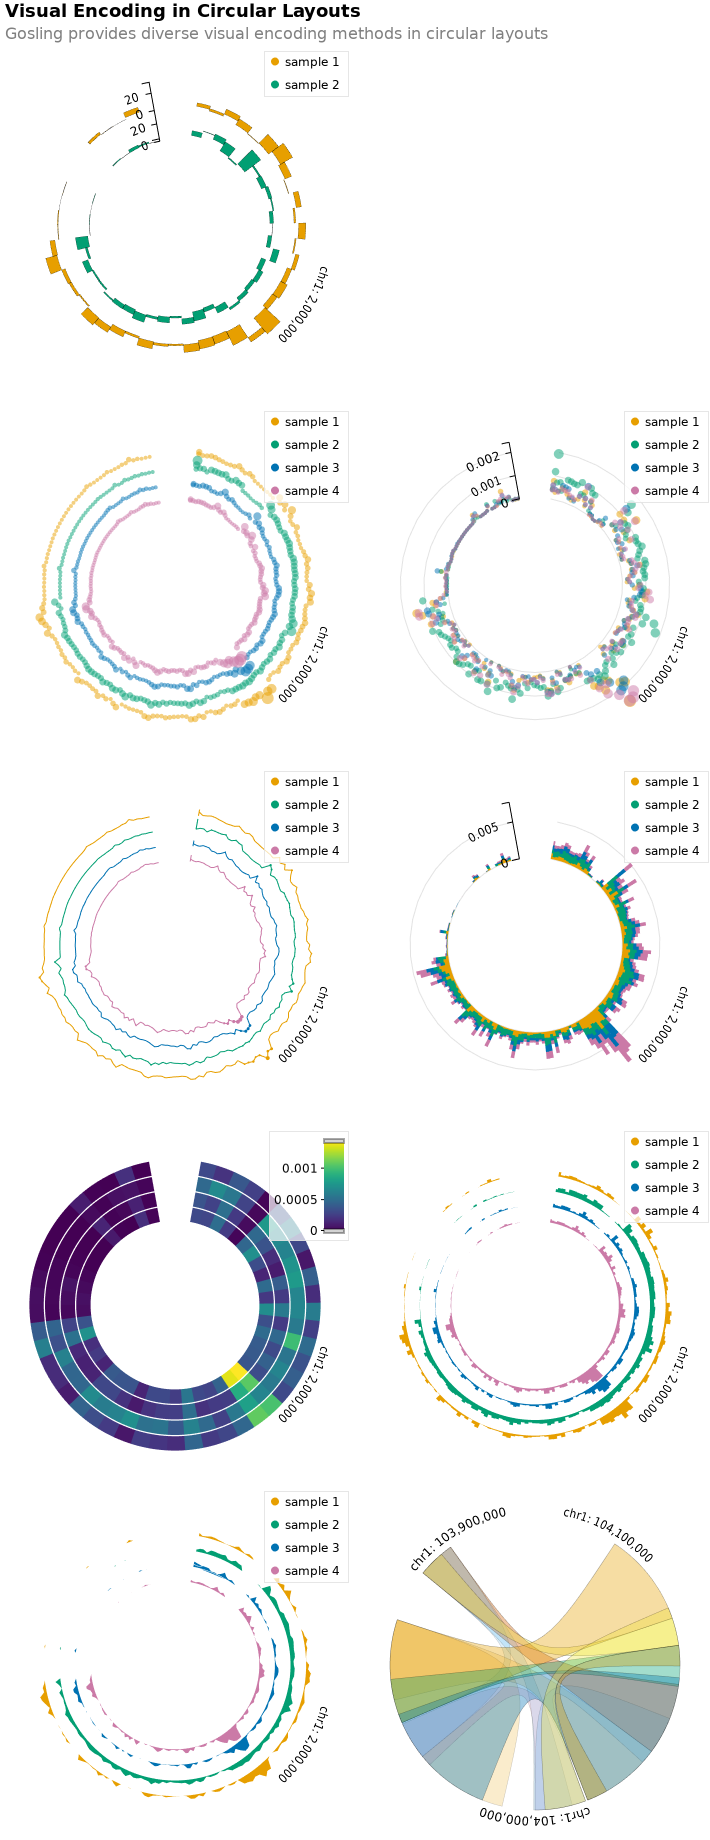 Visual Encoding in Circular Layouts
Gosling provides diverse visual encoding methods in circular layouts
sample 1
sample 2
20
0
20
0
chr1: 2,000,000
sample 1
sample 2
sample 3
sample 4
chr1: 2,000,000
sample 1
sample 2
sample 3
sample 4
0.002
0.001
0
chr1: 2,000,000
sample 1
sample 2
sample 3
sample 4
chr1: 2,000,000
sample 1
sample 2
sample 3
sample 4
0.005
0
chr1: 2,000,000
0.001
0.0005
0
chr1: 2,000,000
sample 1
sample 2
sample 3
sample 4
chr1: 2,000,000
sample 1
sample 2
sample 3
sample 4
chr1: 2,000,000
chr1: 103,900,000
chr1: 104,100,000
chr1: 104,000,000